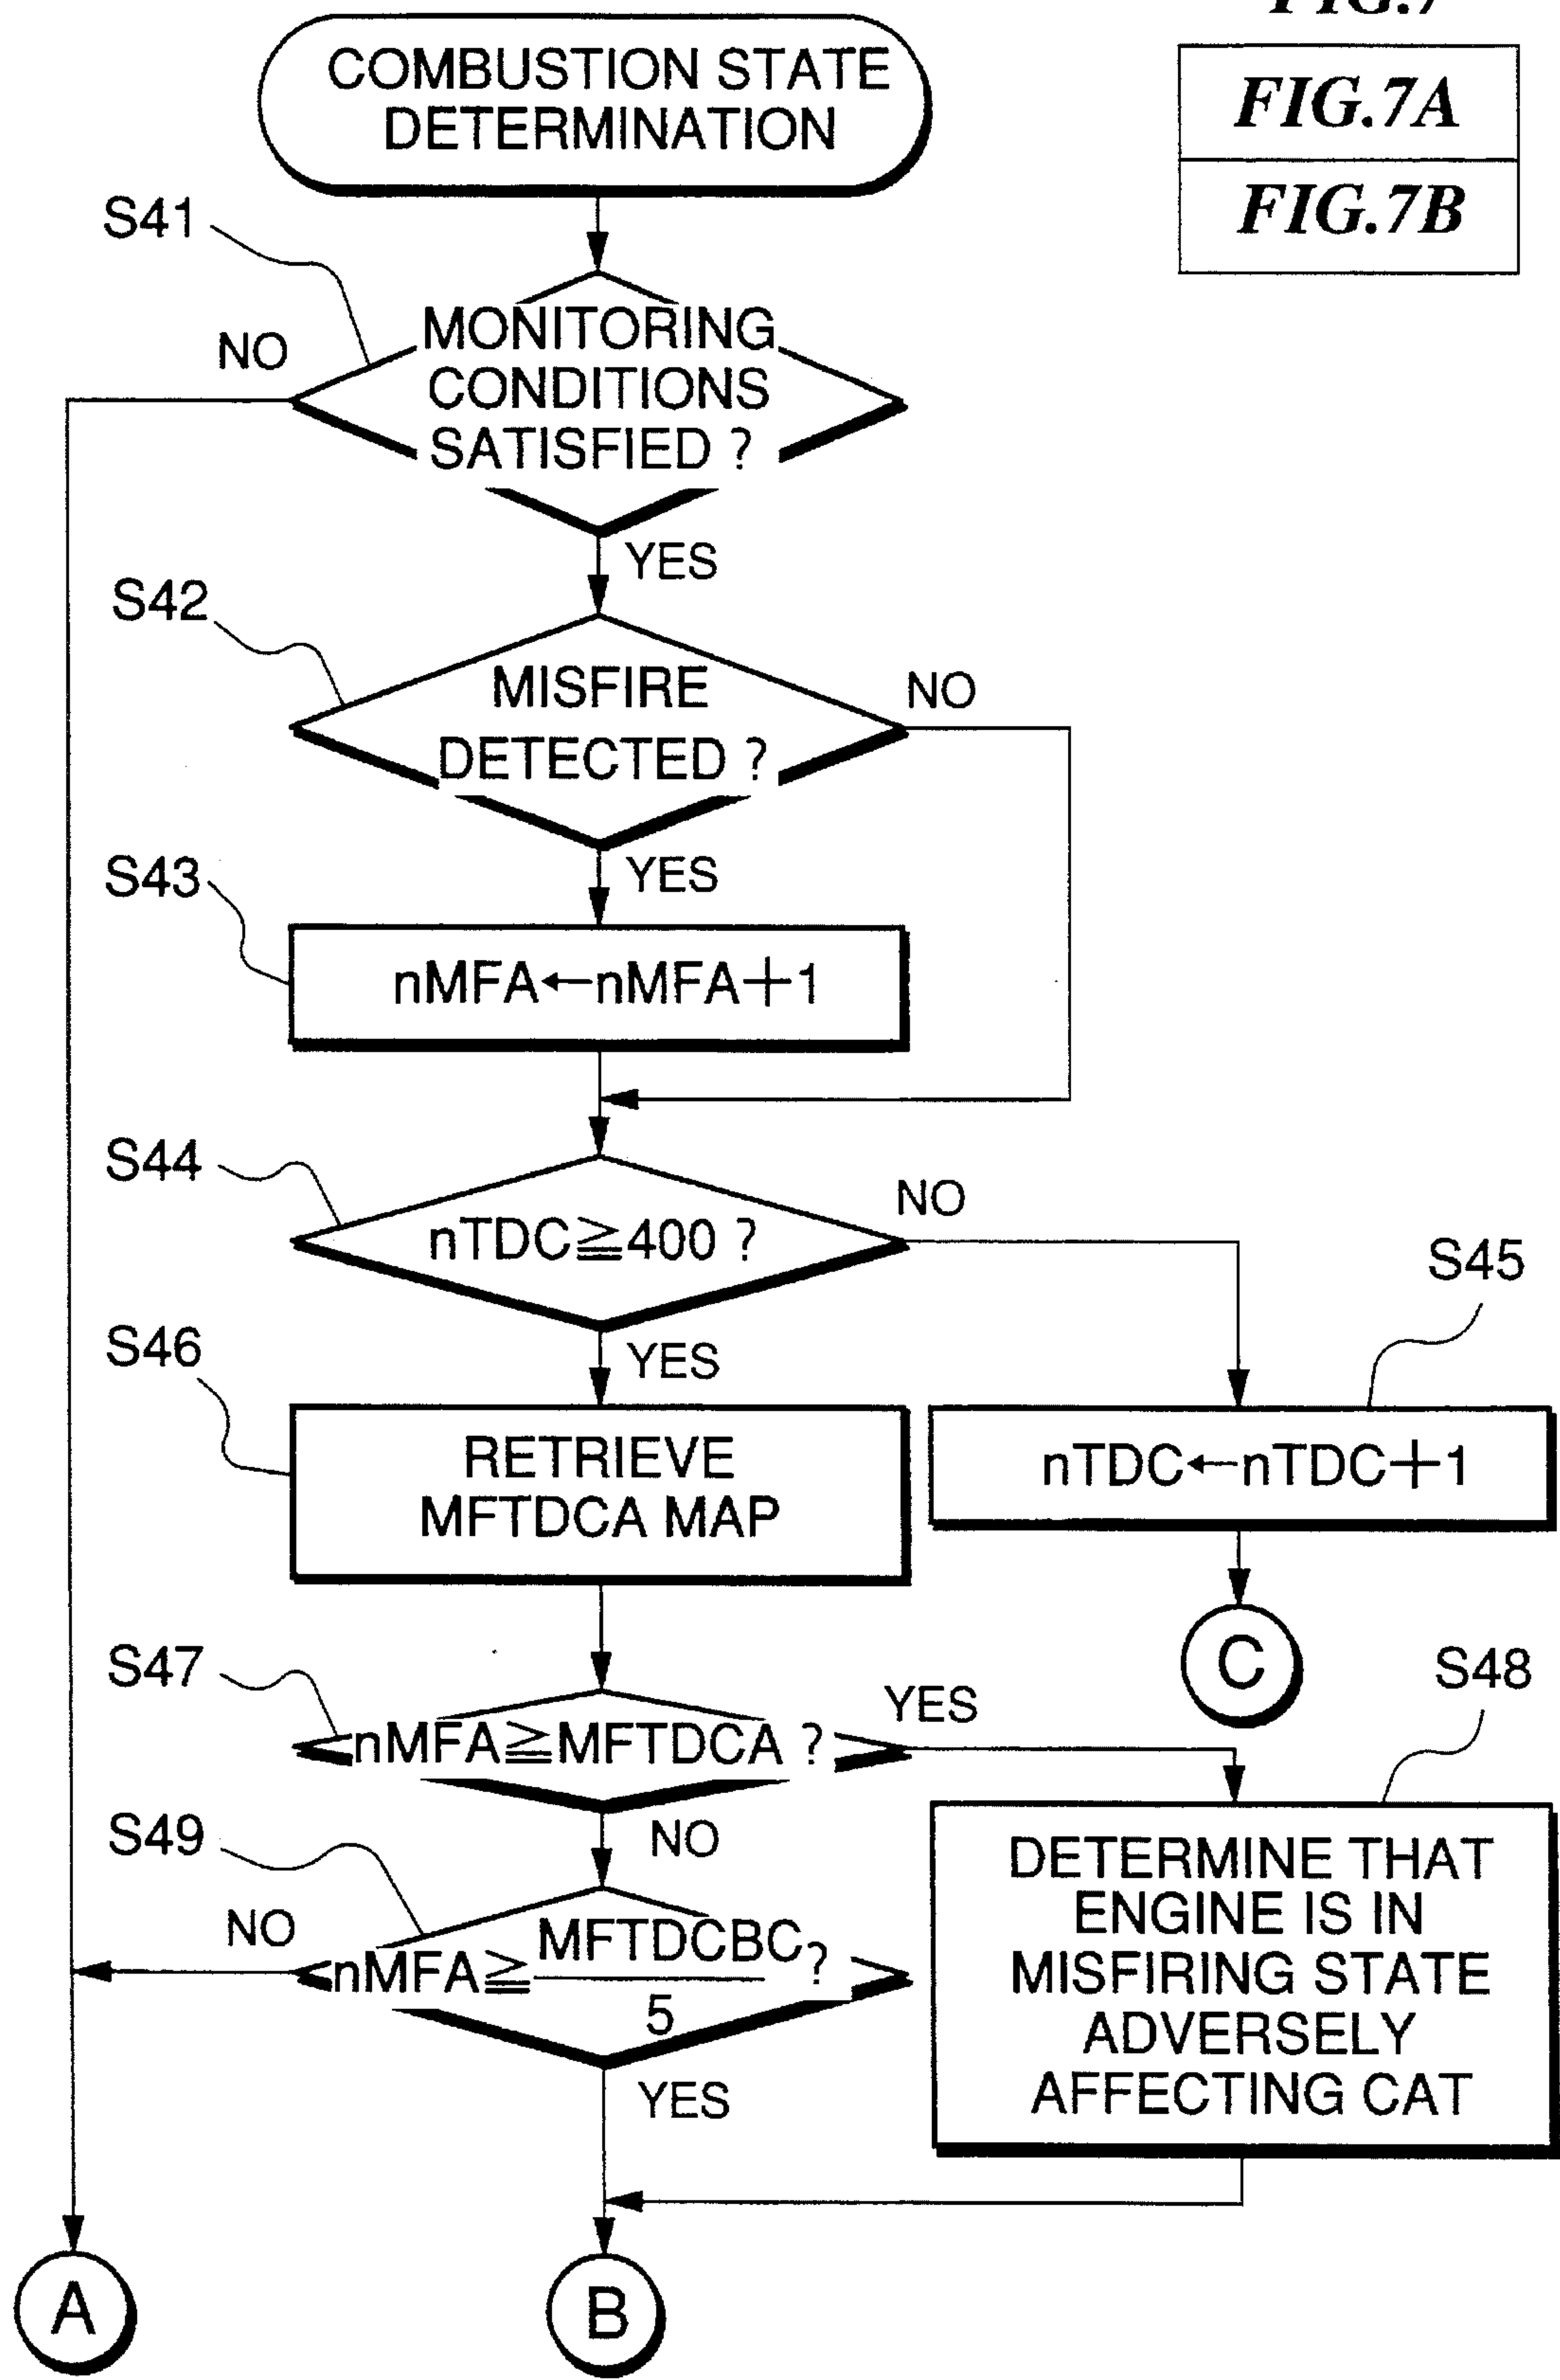 FIG.7
COMBUSTION STATE
DETERMINATION
FIG.7A
FIG.7B
S41
MONITORING
CONDITIONS
SATISFIED ?
NO
YES
S42
MISFIRE
DETECTED ?
NO
YES
S43
nMFA←nMFA+1
S44
nTDC≧400 ?
NO
YES
S45
nTDC←nTDC+1
C
S46
RETRIEVE
MFTDCA MAP
S47
nMFA≧MFTDCA ?
YES
NO
S48
DETERMINE THAT
ENGINE IS IN
MISFIRING STATE
ADVERSELY
AFFECTING CAT
S49
nMFA≧MFTDCBC/5 ?
NO
YES
A
B